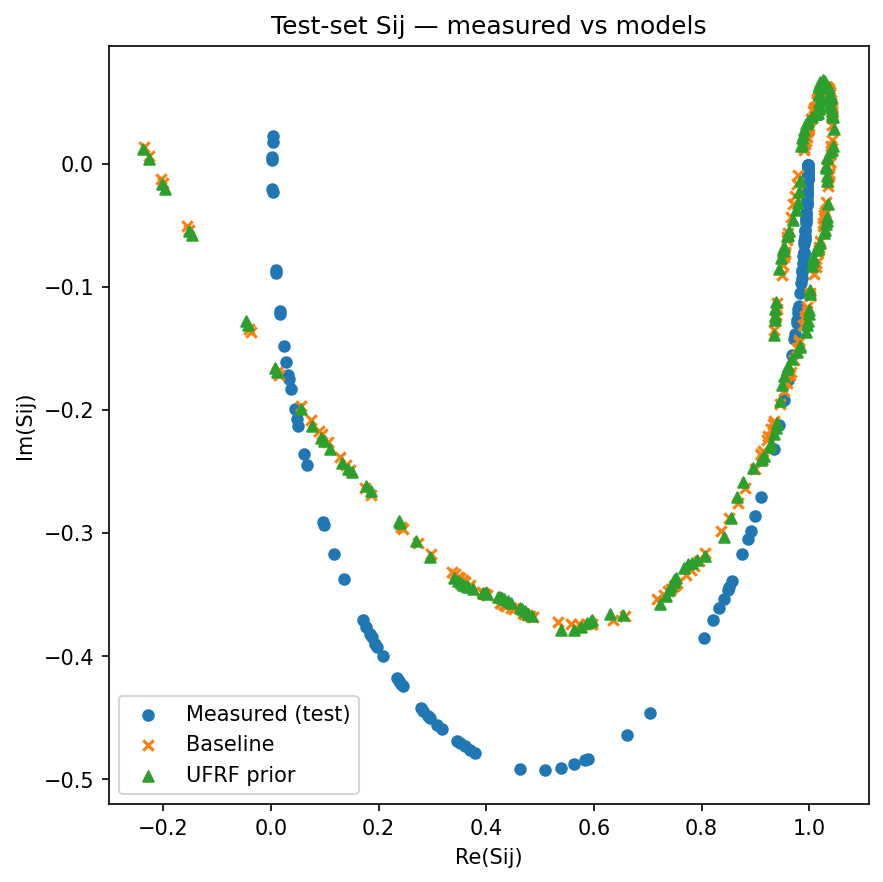 Test-set Sij — measured vs models
Im(Sij)
0.0
−0.1
−0.2
−0.3
−0.4
−0.5
Measured (test)
Baseline
UFRF prior
−0.2
0.0
0.2
0.4
0.6
0.8
1.0
Re(Sij)